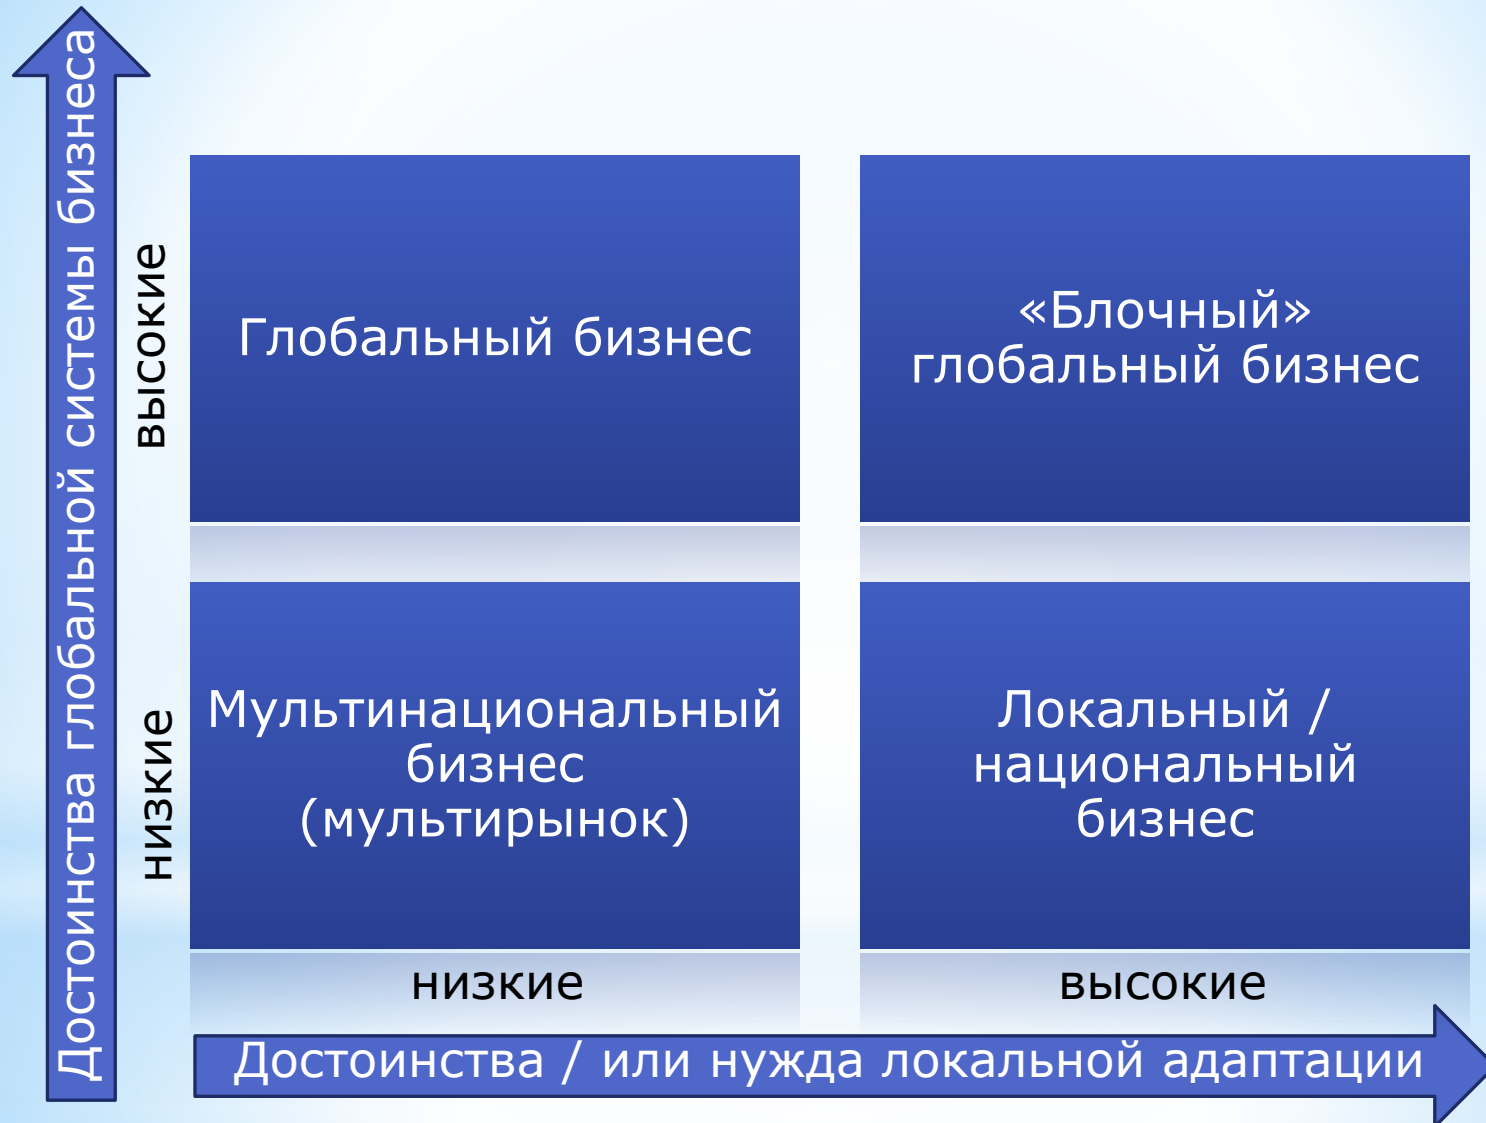 Достоинства глобальной системы бизнеса
высокие
Глобальный бизнес
«Блочный»
глобальный бизнес
низкие
Мультинациональный
бизнес
(мультирынок)
Локальный /
национальный
бизнес
низкие
высокие
Достоинства / или нужда локальной адаптации